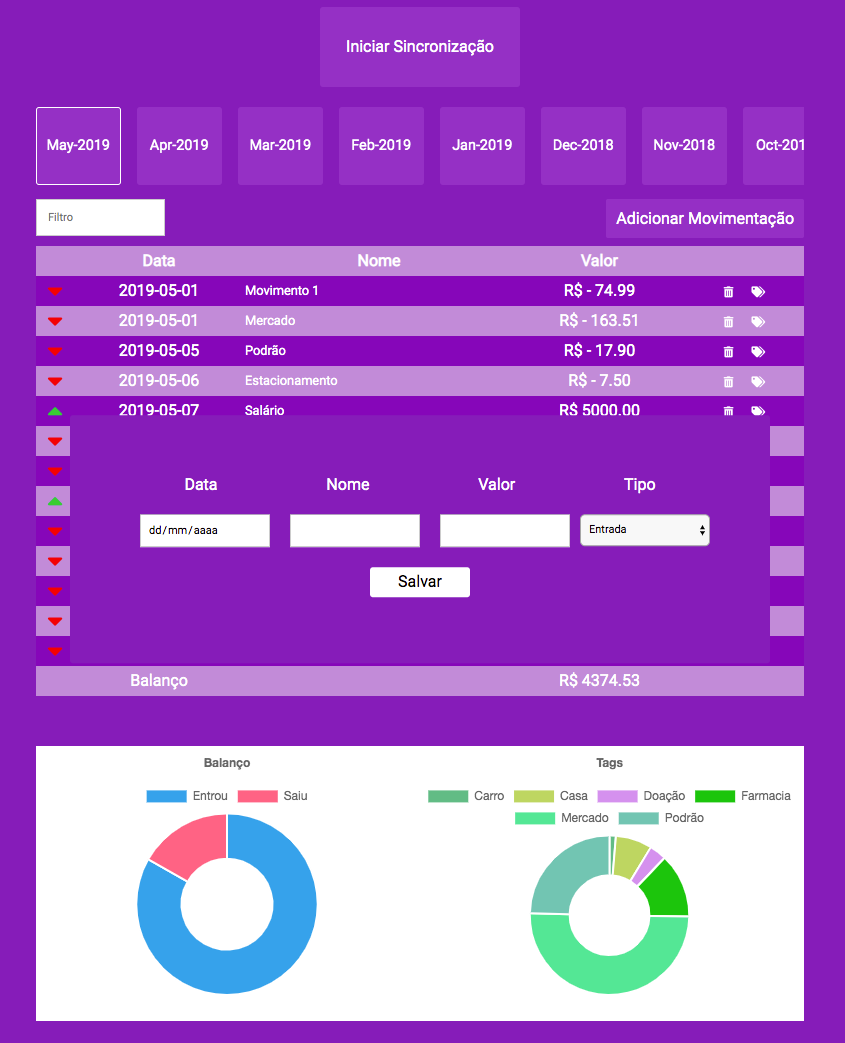 Iniciar Sincronização
May-2019 Apr-2019 Mar-2019 Feb-2019 Jan-2019 Dec-2018 Nov-2018 Oct-201
Filtro Adicionar Movimentação
Data Nome Valor
2019-05-01 Movimento 1 R$ - 74.99
2019-05-01 Mercado R$ - 163.51
2019-05-05 Podrão R$ - 17.90
2019-05-06 Estacionamento R$ - 7.50
2019-05-07 Salário R$ 5000.00
Data Nome Valor Tipo
dd/mm/aaaa Entrada
Salvar
Balanço R$ 4374.53
Balanço Tags
Entrou Saiu Carro Casa Doação Farmacia
Mercado Podrão